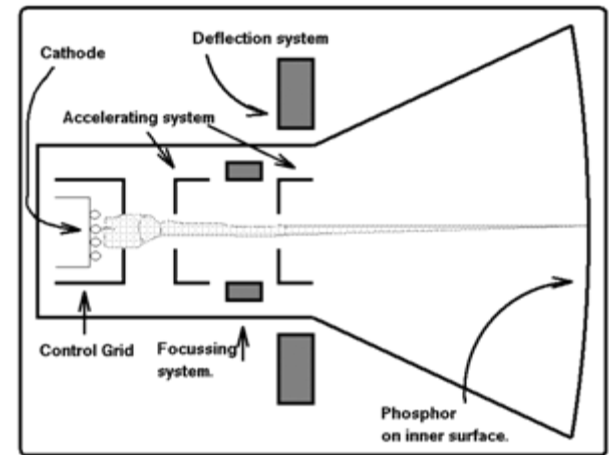 Deflection system
Cathode
Accelerating system
Control Grid
Focussing
system.
Phosphor
on inner surface.